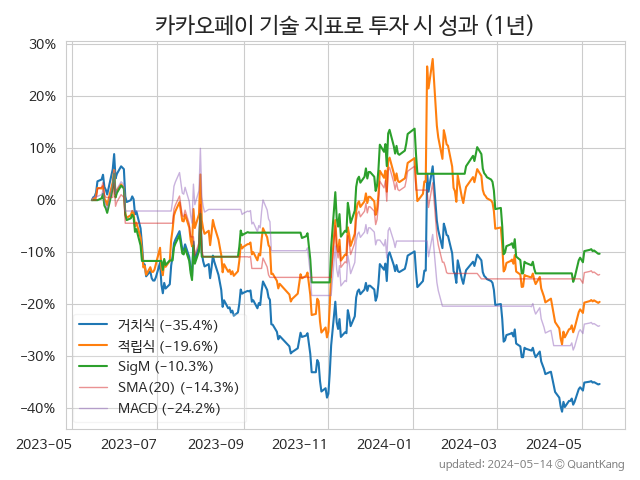 카카오페이 기술 지표로 투자 시 성과 (1년)
30%
20%
10%
0%
−10%
−20%
−30%
−40%
거치식 (−35.4%)
적립식 (−19.6%)
SigM (−10.3%)
SMA(20) (−14.3%)
MACD (−24.2%)
2023−05 2023−07 2023−09 2023−11 2024−01 2024−03 2024−05
updated: 2024−05−14 © QuantKang